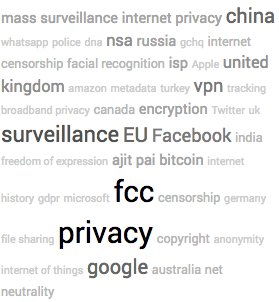 mass surveillance internet privacy china
whatsapp police dna nsa russia gchq internet
censorship facial recognition isp Apple united
kingdom amazon metadata turkey vpn tracking
broadband privacy canada encryption Twitter uk
surveillance EU Facebook india
freedom of expression ajit pai bitcoin internet
history gdpr microsoft fcc censorship germany
file sharing privacy copyright anonymity
internet of things google australia net
neutrality